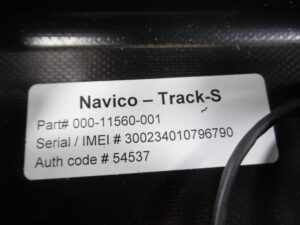 Navico – Track-S
Part# 000-11560-001
Serial / IMEI # 300234010796790
Auth code # 54537